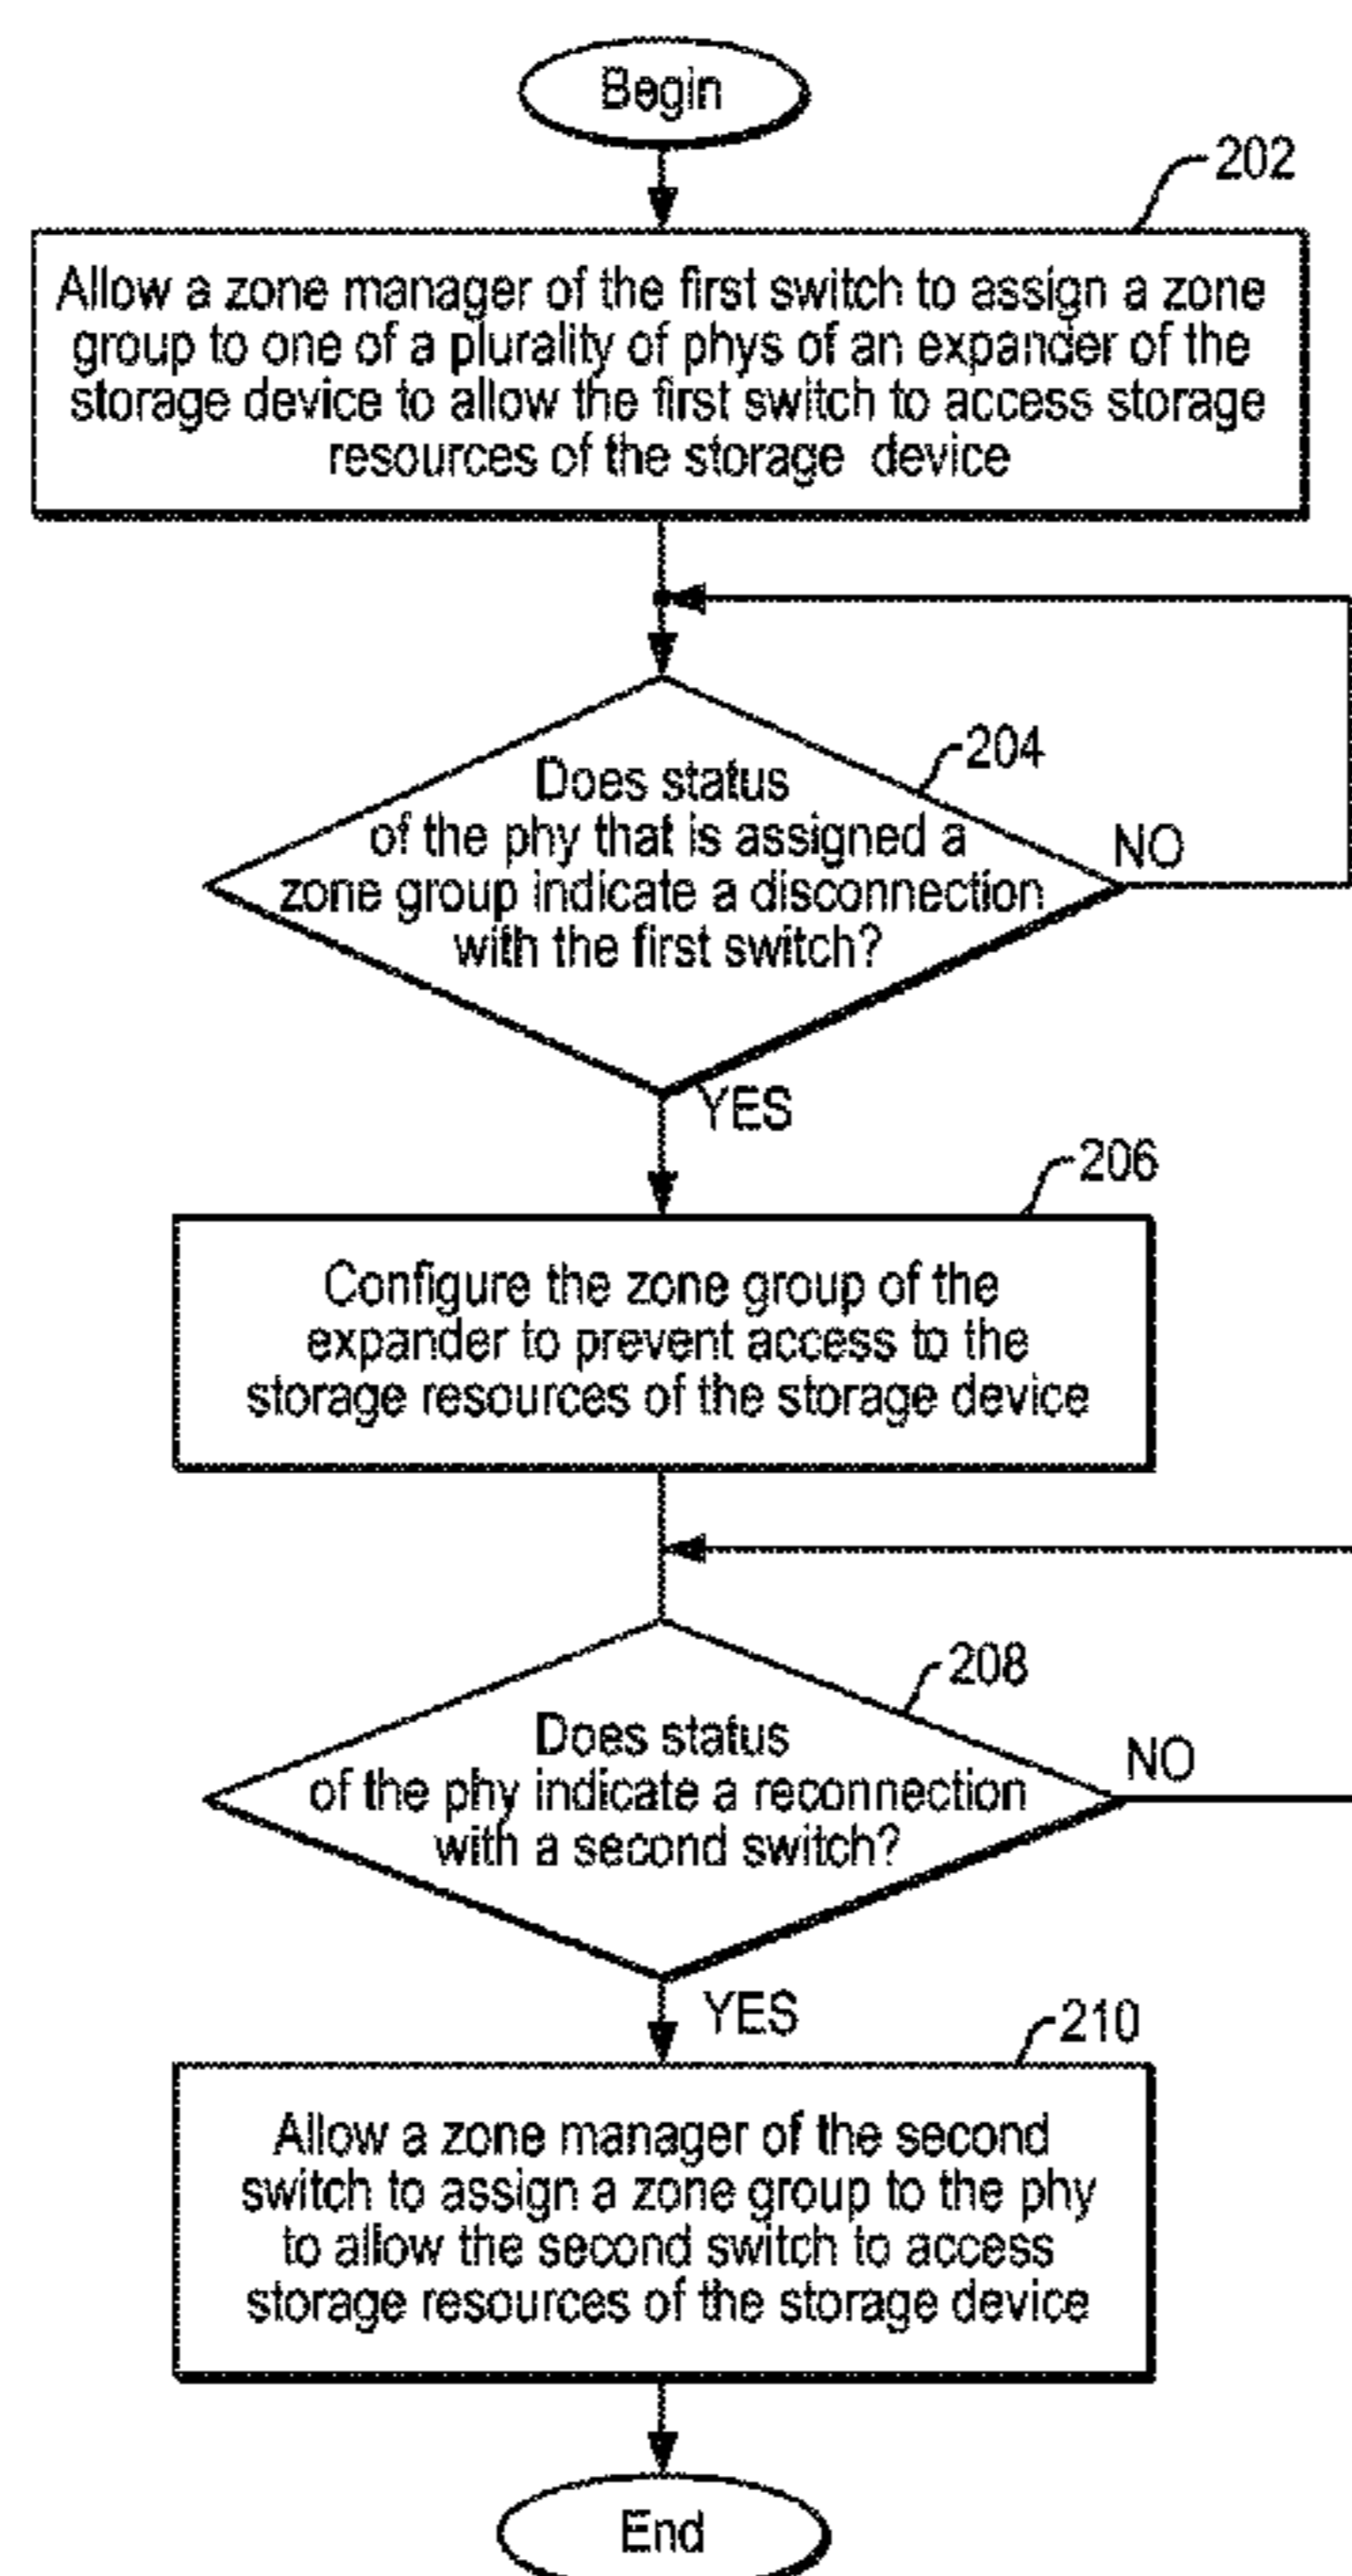 Begin
202
Allow a zone manager of the first switch to assign a zone
group to one of a plurality of phys of an expander of the
storage device to allow the first switch to access storage
resources of the storage device
204
Does status
of the phy that is assigned a
zone group indicate a disconnection
with the first switch?
NO
YES
206
Configure the zone group of the
expander to prevent access to the
storage resources of the storage device
208
Does status
of the phy indicate a reconnection
with a second switch?
NO
YES
210
Allow a zone manager of the second
switch to assign a zone group to the phy
to allow the second switch to access
storage resources of the storage device
End